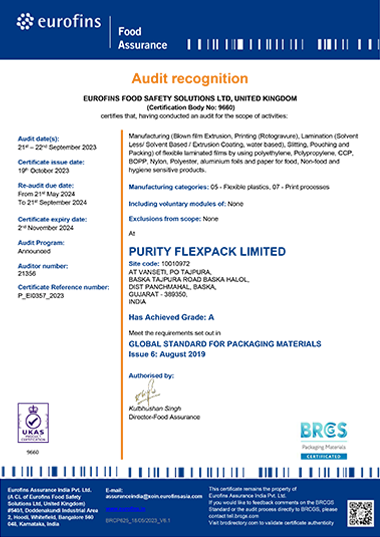 eurofins
Food
Assurance
Audit recognition
EUROFINS FOOD SAFETY SOLUTIONS LTD, UNITED KINGDOM
(Certification Body No: 9660)
certifies that, having conducted an audit for the scope of activities:
Audit date(s):
21st – 22nd September 2023
Certificate issue date:
19th October 2023
Re-audit due date:
From 21st May 2024
To 21st September 2024
Certificate expiry date:
2nd November 2024
Audit Program:
Announced
Auditor number:
21356
Certificate Reference number:
P_EI0357_2023
Manufacturing (Blown film Extrusion, Printing (Rotogravure), Lamination (Solvent
Less/ Solvent Based / Extrusion Coating, water based), Slitting, Pouching and
Packing) of flexible laminated films by using polyethylene, Polypropylene, CCP,
BOPP, Nylon, Polyester, aluminium foils and paper for food, Non-food and
hygiene sensitive products.
Manufacturing categories: 05 - Flexible plastics, 07 - Print processes
Including voluntary modules of: None
Exclusions from scope: None
At
PURITY FLEXPACK LIMITED
Site code: 10010972
AT VANSETI, PO TAJPURA,
BASKA TAJPURA ROAD BASKA HALOL,
DIST PANCHMAHAL, BASKA,
GUJARAT - 389350,
INDIA
Has Achieved Grade: A
Meet the requirements set out in
GLOBAL STANDARD FOR PACKAGING MATERIALS
Issue 6: August 2019
Authorised by:
Kulbhushan Singh
Director-Food Assurance
UKAS
PRODUCT
CERTIFICATION
9660
BRCGS
Packaging Materials
CERTIFICATED
Eurofins Assurance India Pvt. Ltd.
(A CL of Eurofins Food Safety
Solutions Ltd, United Kingdom)
#540/1, Doddenakundi Industrial Area
2, Hoodi, Whitefield, Bangalore 560
048, Karnataka, India
E-mail:
assuranceindia@soin.eurofinsasia.com
www.eurofins.in
BRCP625_18/05/2023_V6.1
This certificate remains the property of
Eurofins Assurance India Pvt. Ltd.
If you would like to feedback comments on the BRCGS
Standard or the audit process directly to BRCGS, please
contact tell.brcgs.com
Visit brcdirectory.com to validate certificate authenticity